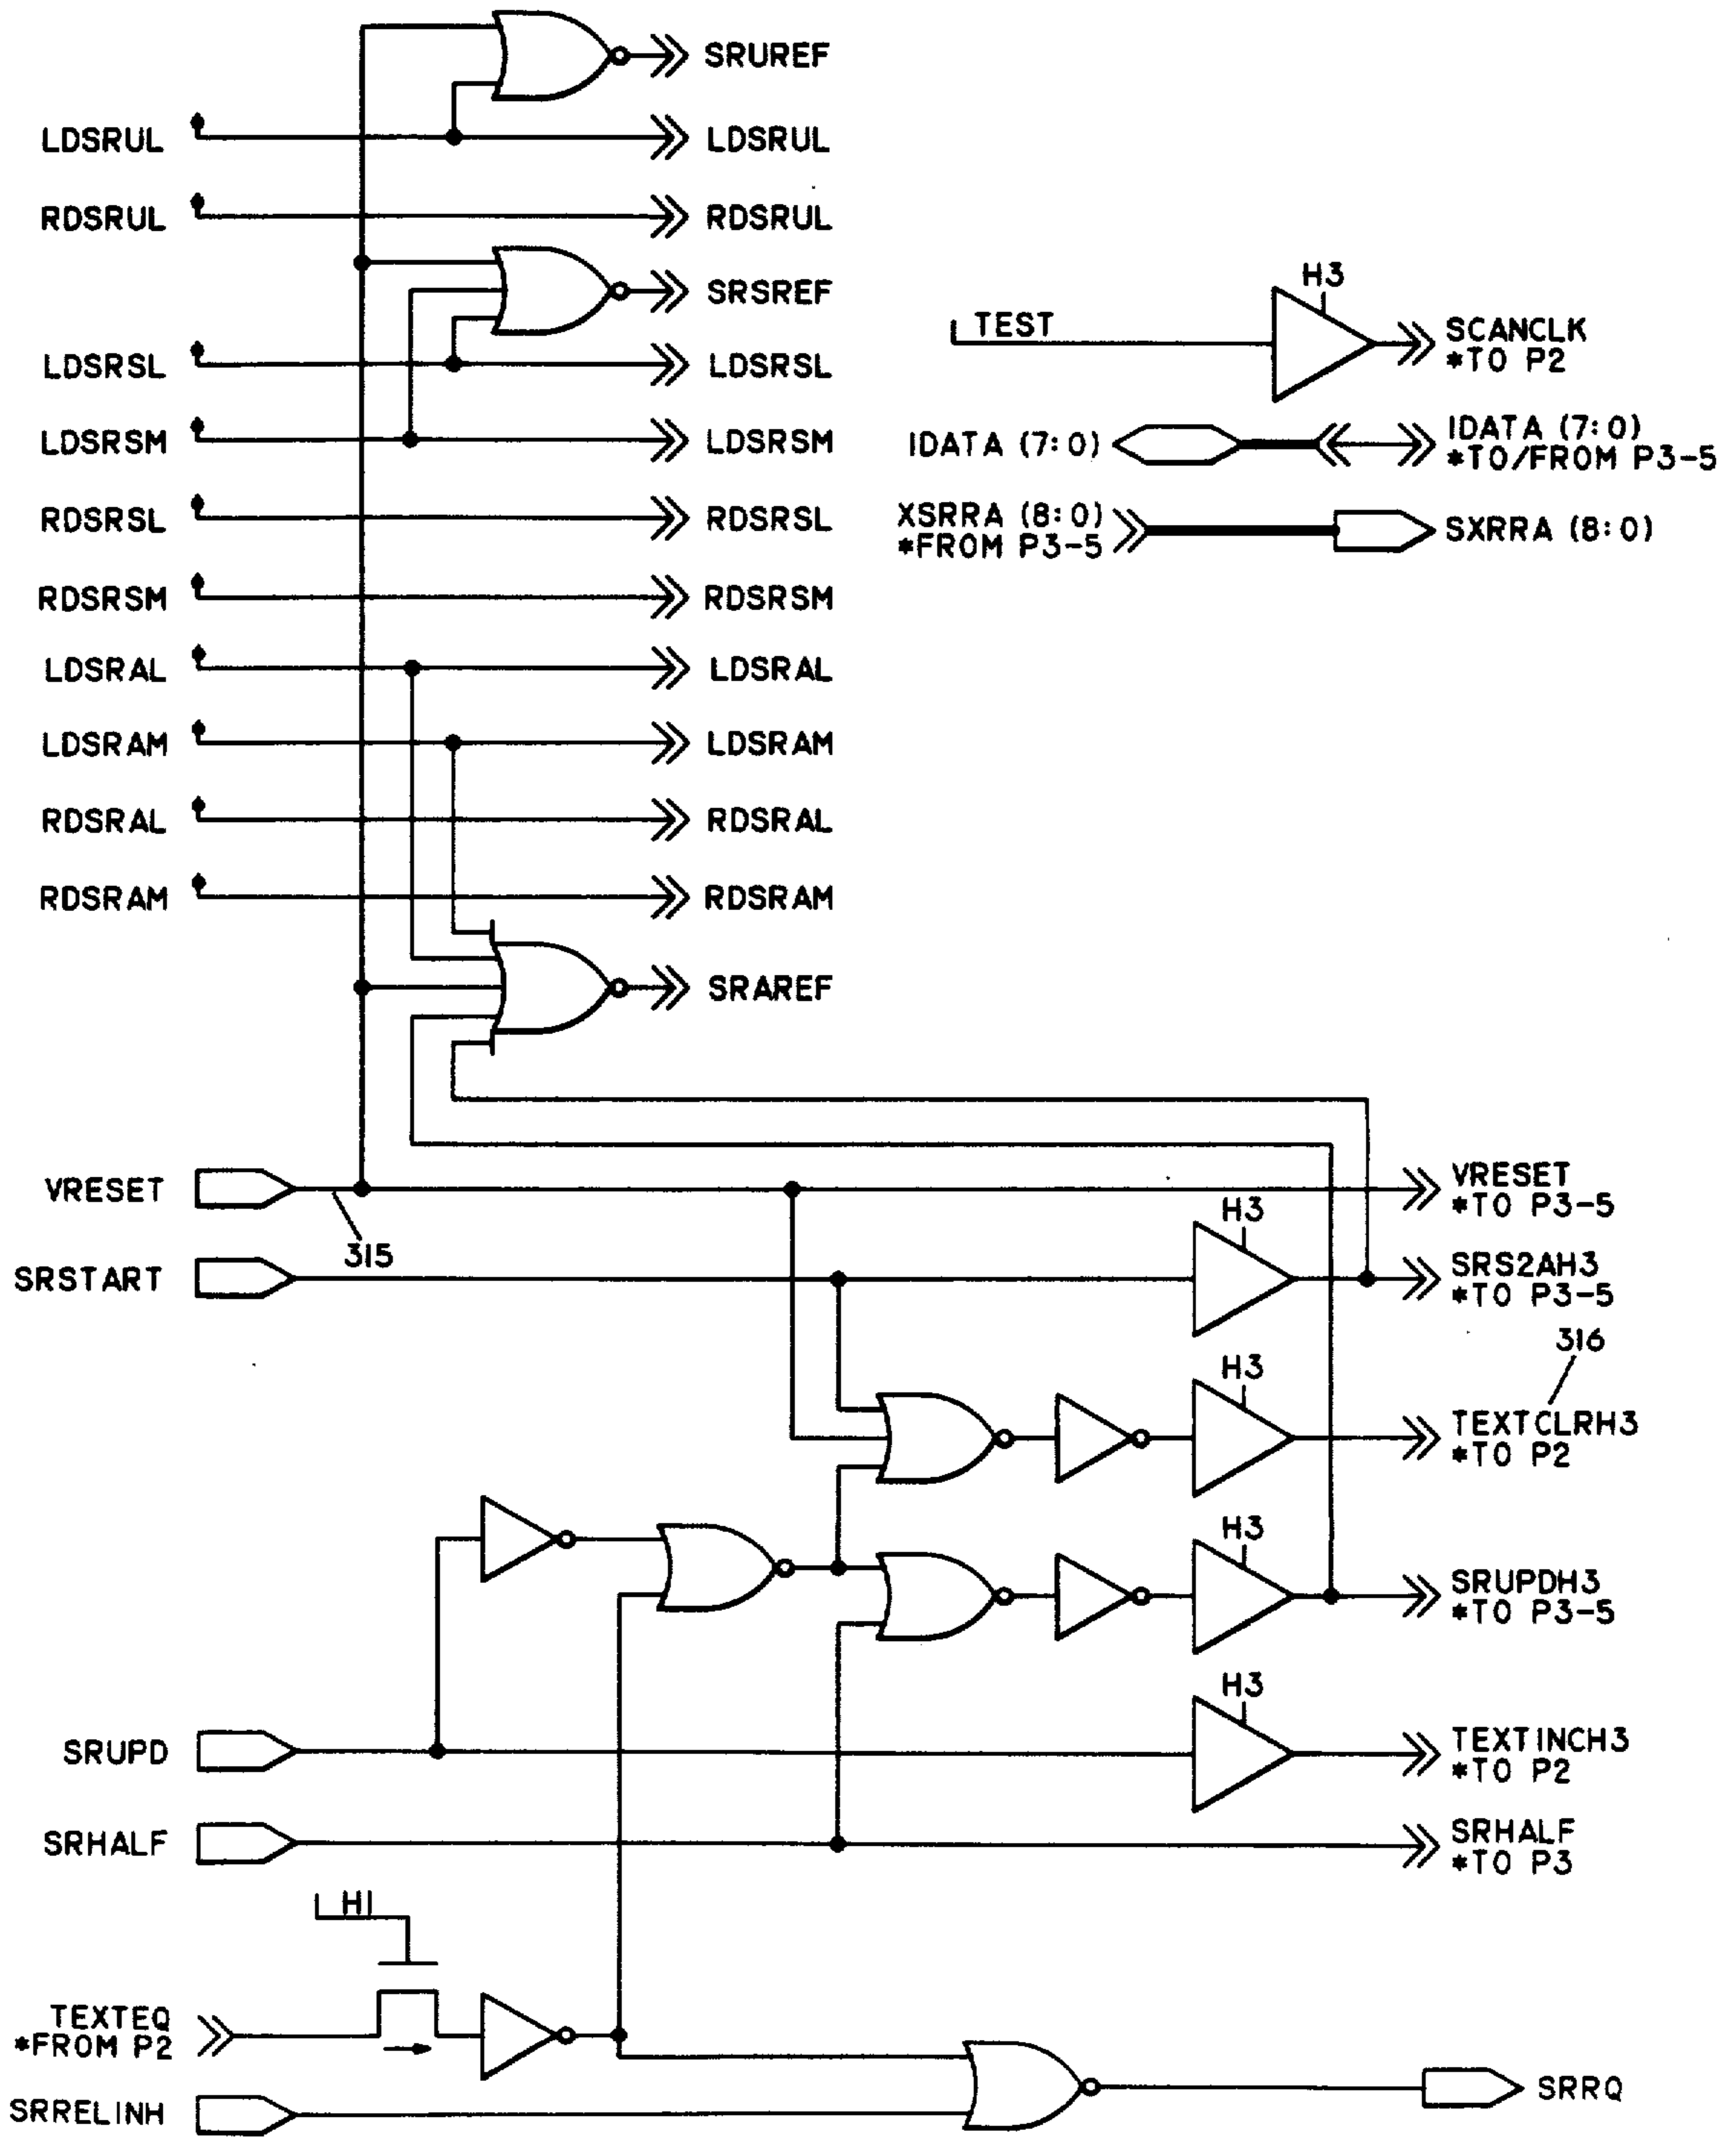 SRUREF
LDSRUL LDSRUL
RDSRUL RDSRUL
SRSREF
LDSRSL LDSRSL
LDSRSM LDSRSM
RDSRSL RDSRSL
RDSRSM RDSRSM
LDSRAL LDSRAL
LDSRAM LDSRAM
RDSRAL RDSRAL
RDSRAM RDSRAM
SRAREF
H3
TEST
SCANCLK
*TO P2
IDATA (7:0)
IDATA (7:0)
*TO/FROM P3-5
XSRRA (8:0)
*FROM P3-5
SXRRA (8:0)
VRESET
315
VRESET
*TO P3-5
H3
SRSTART
SRS2AH3
*TO P3-5
316
H3
TEXTCLRH3
*TO P2
H3
SRUPDH3
*TO P3-5
H3
SRUPD
TEXTINCH3
*TO P2
SRHALF
SRHALF
*TO P3
H1
TEXTEQ
*FROM P2
SRRELINH
SRRQ